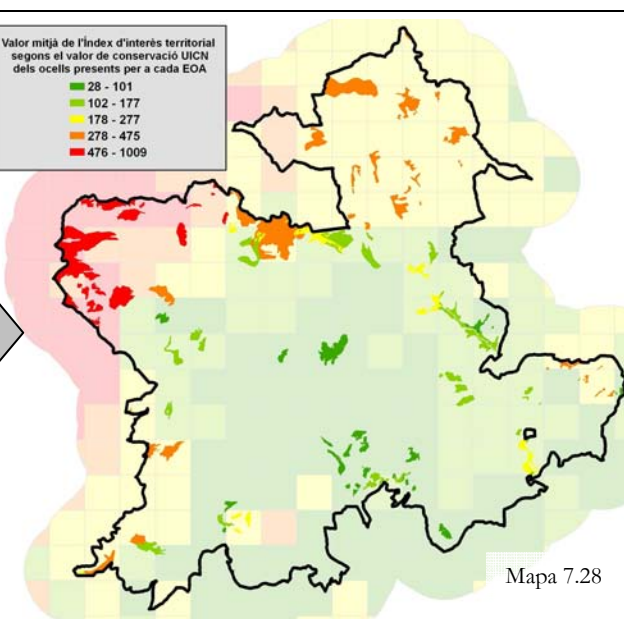 Valor mitjà de l'Índex d'interès territorial
segons el valor de conservació UICN
dels ocells presents per a cada EOA
28 - 101
102 - 177
178 - 277
278 - 475
476 - 1009
Mapa 7.28